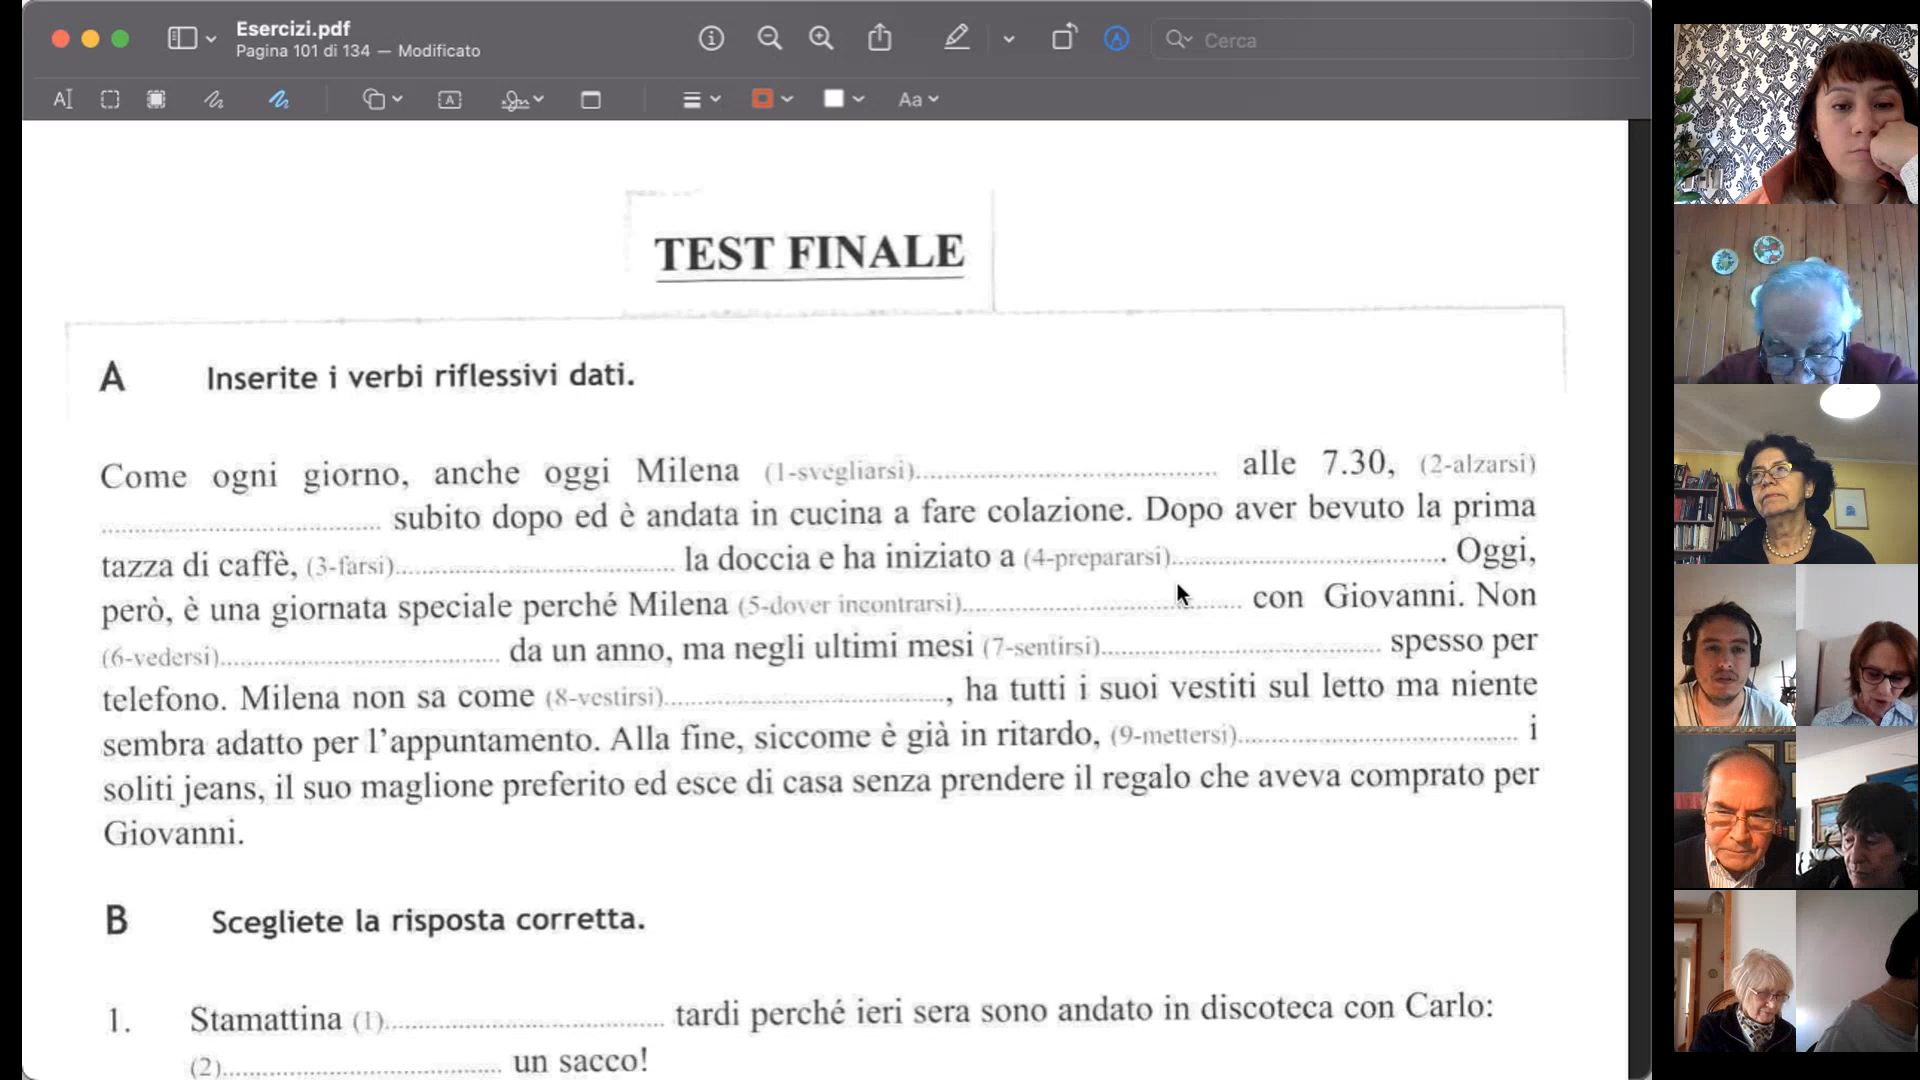 Esercizi.pdf
Pagina 101 di 134 — Modificato
Cerca
Aa
TEST FINALE
A Inserite i verbi riflessivi dati.
Come ogni giorno, anche oggi Milena (1-svegliarsi)........................ alle 7.30, (2-alzarsi)
........................ subito dopo ed è andata in cucina a fare colazione. Dopo aver bevuto la prima
tazza di caffè, (3-farsi)........................ la doccia e ha iniziato a (4-prepararsi)........................ . Oggi,
però, è una giornata speciale perché Milena (5-dover incontrarsi)........................ con Giovanni. Non
(6-vedersi)........................ da un anno, ma negli ultimi mesi (7-sentirsi)........................ spesso per
telefono. Milena non sa come (8-vestirsi)........................, ha tutti i suoi vestiti sul letto ma niente
sembra adatto per l'appuntamento. Alla fine, siccome è già in ritardo, (9-mettersi)........................ i
soliti jeans, il suo maglione preferito ed esce di casa senza prendere il regalo che aveva comprato per
Giovanni.
B Scegliete la risposta corretta.
1. Stamattina (1)........................ tardi perché ieri sera sono andato in discoteca con Carlo:
(2)........................ un sacco!